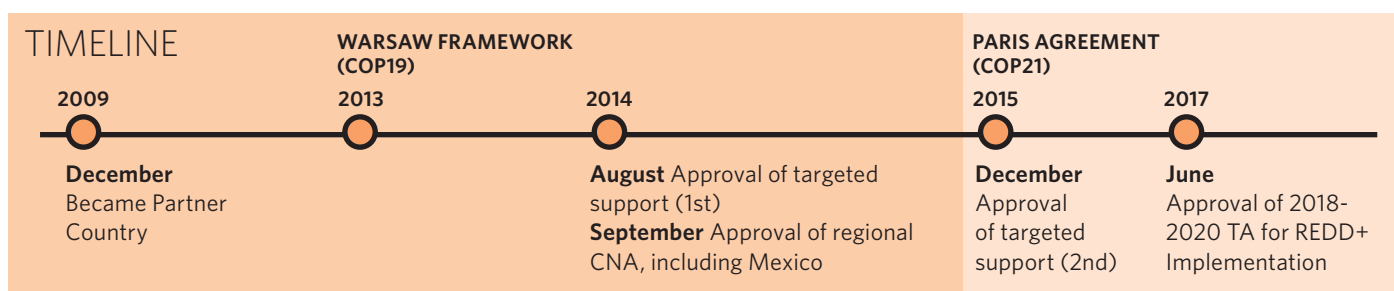 TIMELINE
WARSAW FRAMEWORK
(COP19)
PARIS AGREEMENT
(COP21)
2009
2013
2014
2015
2017
December
Became Partner
Country
August Approval of targeted
support (1st)
September Approval of regional
CNA, including Mexico
December
Approval
of targeted
support (2nd)
June
Approval of 2018-
2020 TA for REDD+
Implementation